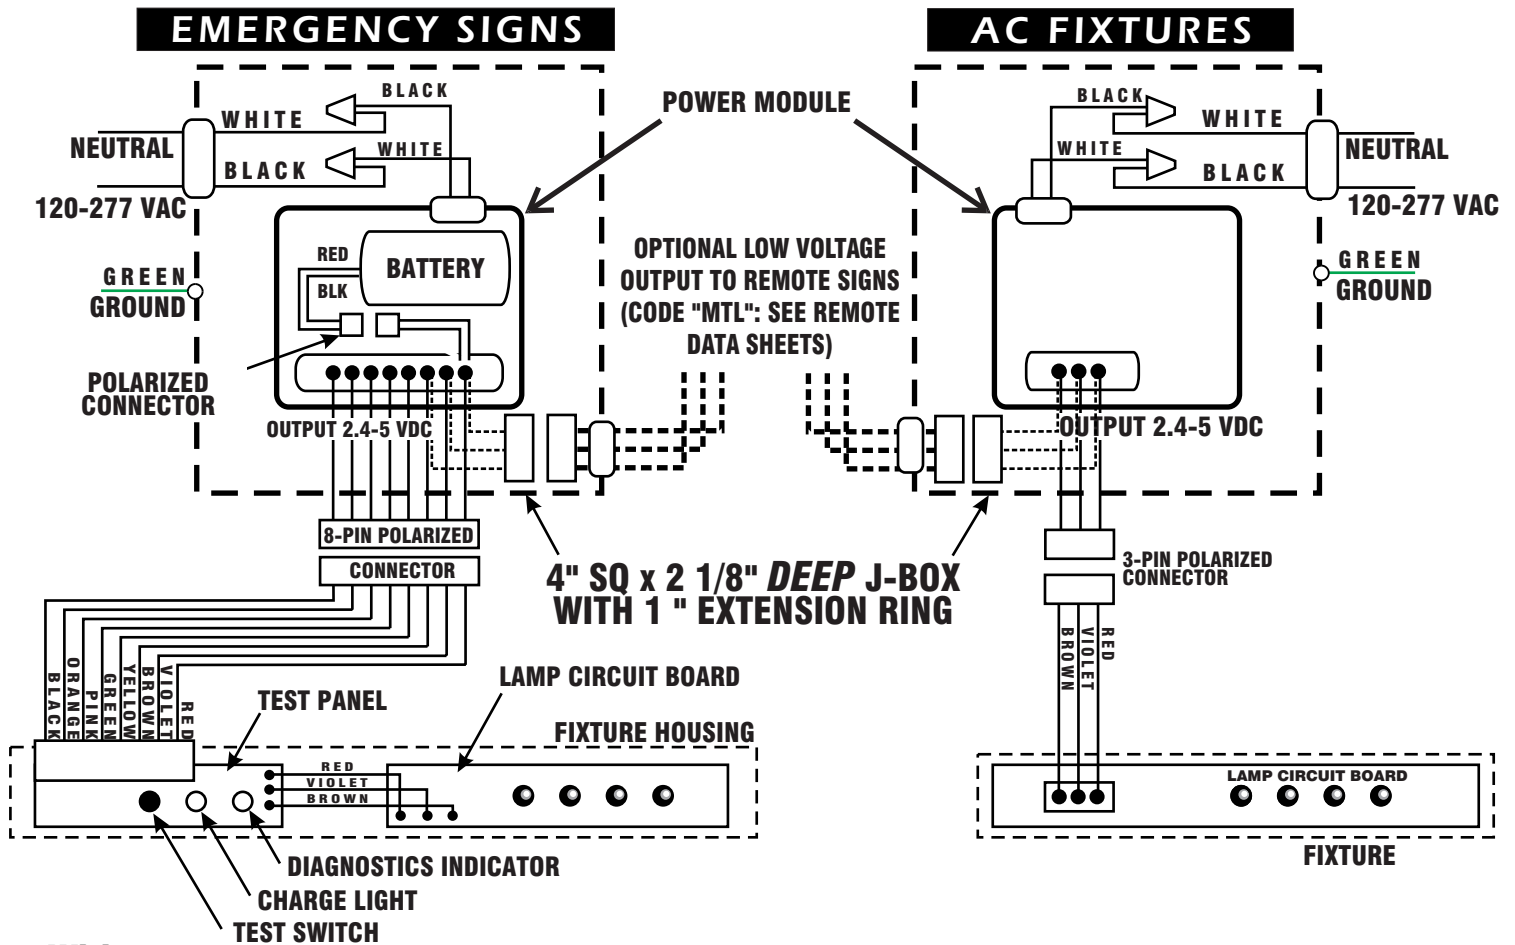 EMERGENCY SIGNS
AC FIXTURES
BLACK
WHITE
NEUTRAL
WHITE
BLACK
120-277 VAC
POWER MODULE
BLACK
WHITE
WHITE
NEUTRAL
BLACK
120-277 VAC
GREEN
GROUND
RED
BLK
BATTERY
POLARIZED
CONNECTOR
OUTPUT 2.4-5 VDC
OPTIONAL LOW VOLTAGE
OUTPUT TO REMOTE SIGNS
(CODE "MTL": SEE REMOTE
DATA SHEETS)
GREEN
GROUND
OUTPUT 2.4-5 VDC
8-PIN POLARIZED
CONNECTOR
4" SQ x 2 1/8" DEEP J-BOX
WITH 1 " EXTENSION RING
3-PIN POLARIZED
CONNECTOR
BLACK
ORANGE
PINK
GREEN
YELLOW
BROWN
VIOLET
RED
BROWN
VIOLET
RED
TEST PANEL
LAMP CIRCUIT BOARD
FIXTURE HOUSING
RED
VIOLET
BROWN
LAMP CIRCUIT BOARD
FIXTURE
DIAGNOSTICS INDICATOR
CHARGE LIGHT
TEST SWITCH